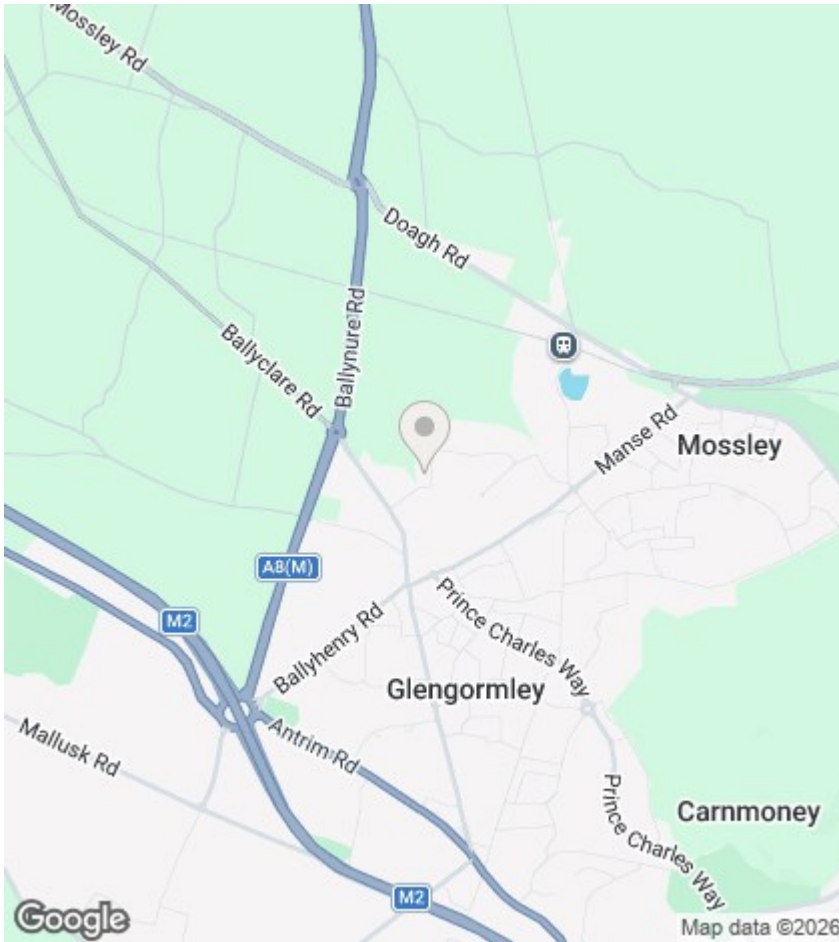 Mossley Rd
Doagh Rd
Ballynure Rd
Ballyclare Rd
Manse Rd
Mossley
A8(M)
M2
Prince Charles Way
Ballyhenry Rd
Glengormley
Antrim Rd
Mallusk Rd
Prince Charles Way
Carnmoney
M2
Google
Map data ©2026